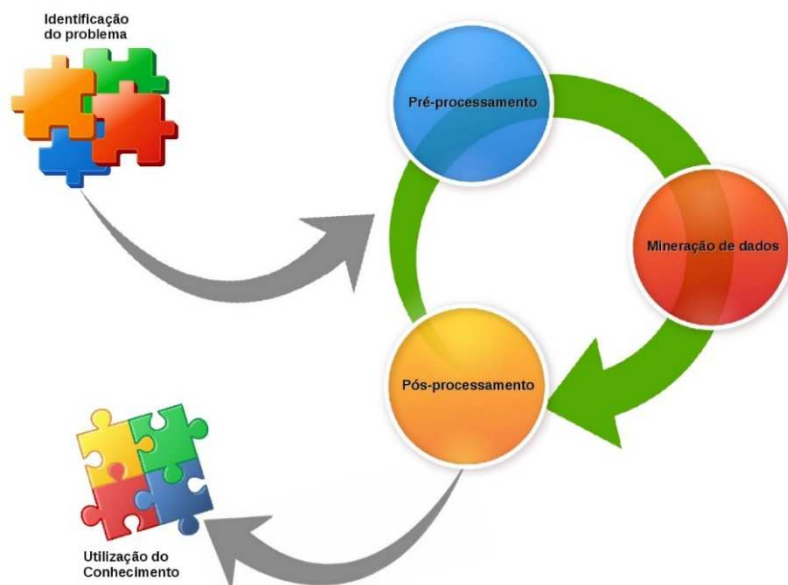 Identificação
do problema
Pré-processamento
Mineração de dados
Pós-processamento
Utilização do
Conhecimento